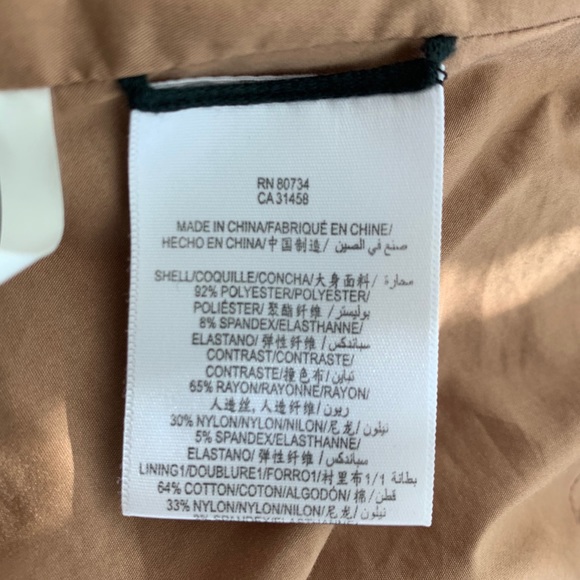 RN 80734
CA 31458
MADE IN CHINA/FABRIQUÉ EN CHINE/
HECHO EN CHINA/中国制造/ صنع في الصين
SHELL/COQUILLE/CONCHA/大身面料/ محارة
92% POLYESTER/POLYESTER/
POLIÉSTER/ 聚酯纤维 /بوليستر
8% SPANDEX/ELASTHANNE/
ELASTANO/ 弹性纤维 /سباندكس
CONTRAST/CONTRASTE/
CONTRASTE/撞色布/ تباين
65% RAYON/RAYONNE/RAYON/
人造丝, 人造纤维/ ريون
30% NYLON/NYLON/NILON/尼龙/ نيلون
5% SPANDEX/ELASTHANNE/
ELASTANO/ 弹性纤维 /سباندكس
LINING1/DOUBLURE1/FORRO1/衬里布1/ بطانة 1
64% COTTON/COTON/ALGODÓN/ 棉/ قطن
33% NYLON/NYLON/NILON/尼龙/ نيلون
SPANDEX/ELASTHANNE/